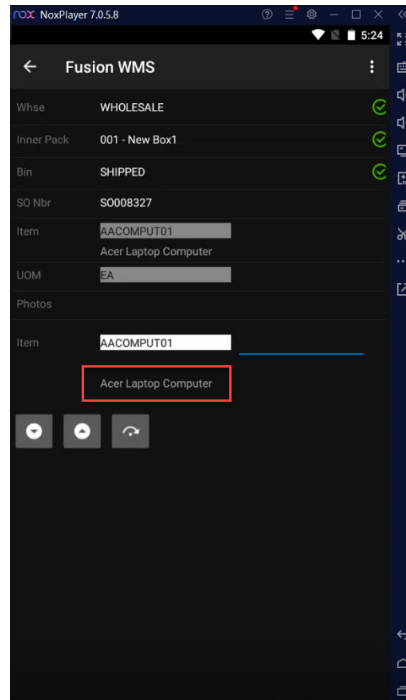 nox NoxPlayer 7.0.5.8
5:24
Fusion WMS
Whse WHOLESALE
Inner Pack 001 - New Box1
Bin SHIPPED
SO Nbr SO008327
Item AACOMPUT01
Acer Laptop Computer
UOM EA
Photos
Item AACOMPUT01
Acer Laptop Computer